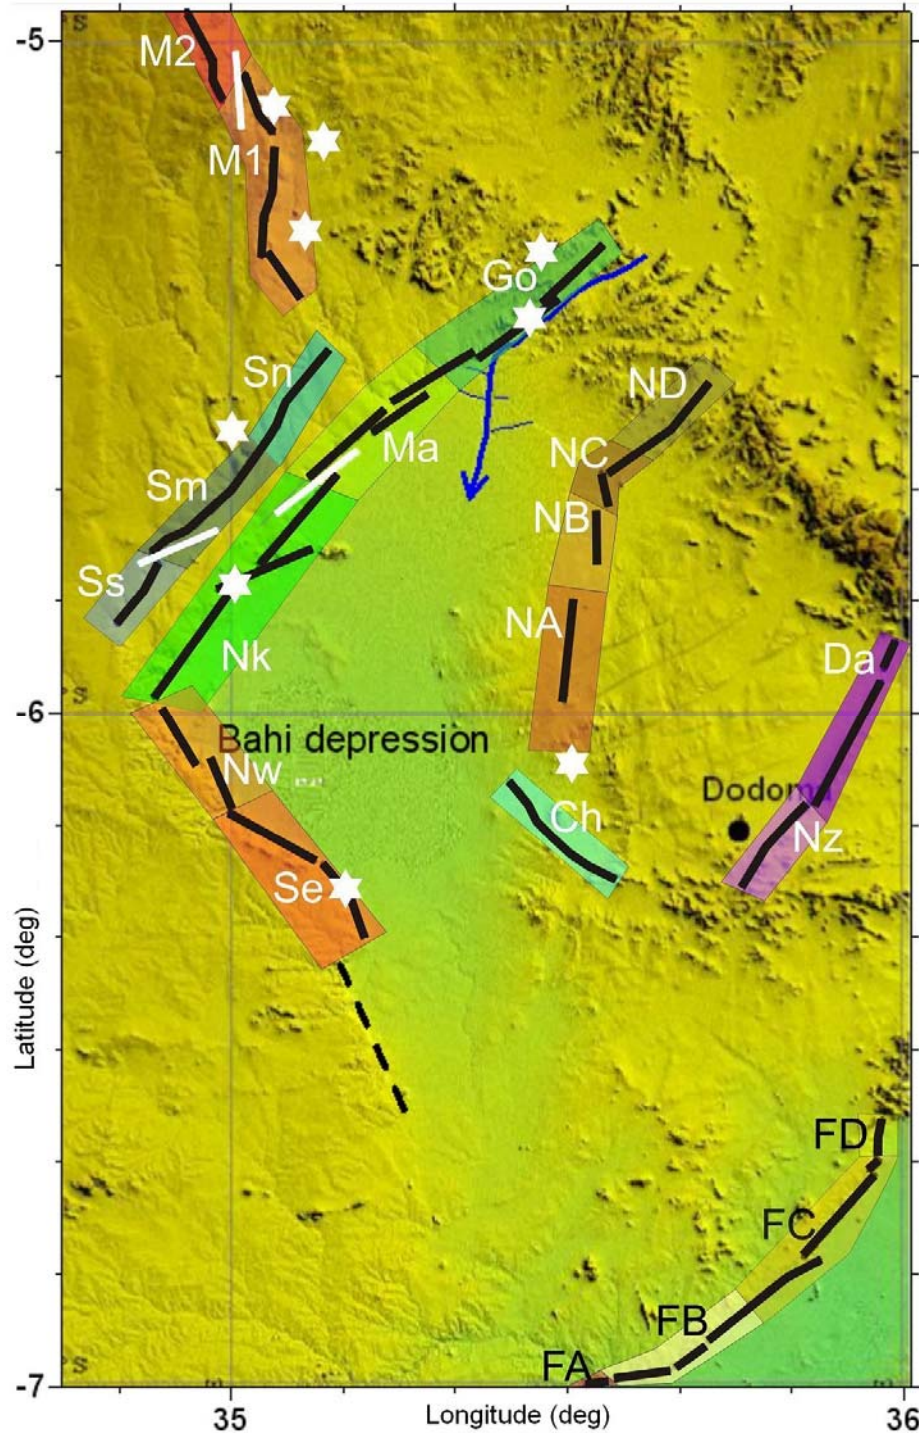 -5
s
M2
M1
Go
Sn
ND
Ma
NC
Sm
NB
Ss
NA
Nk
Da
°s
-6
Bahi depression
Nw
Dodoma
Ch
Nz
Se
Latitude (deg)
FD
FC
FB
FA
°s
-7
35
Longitude (deg)
36